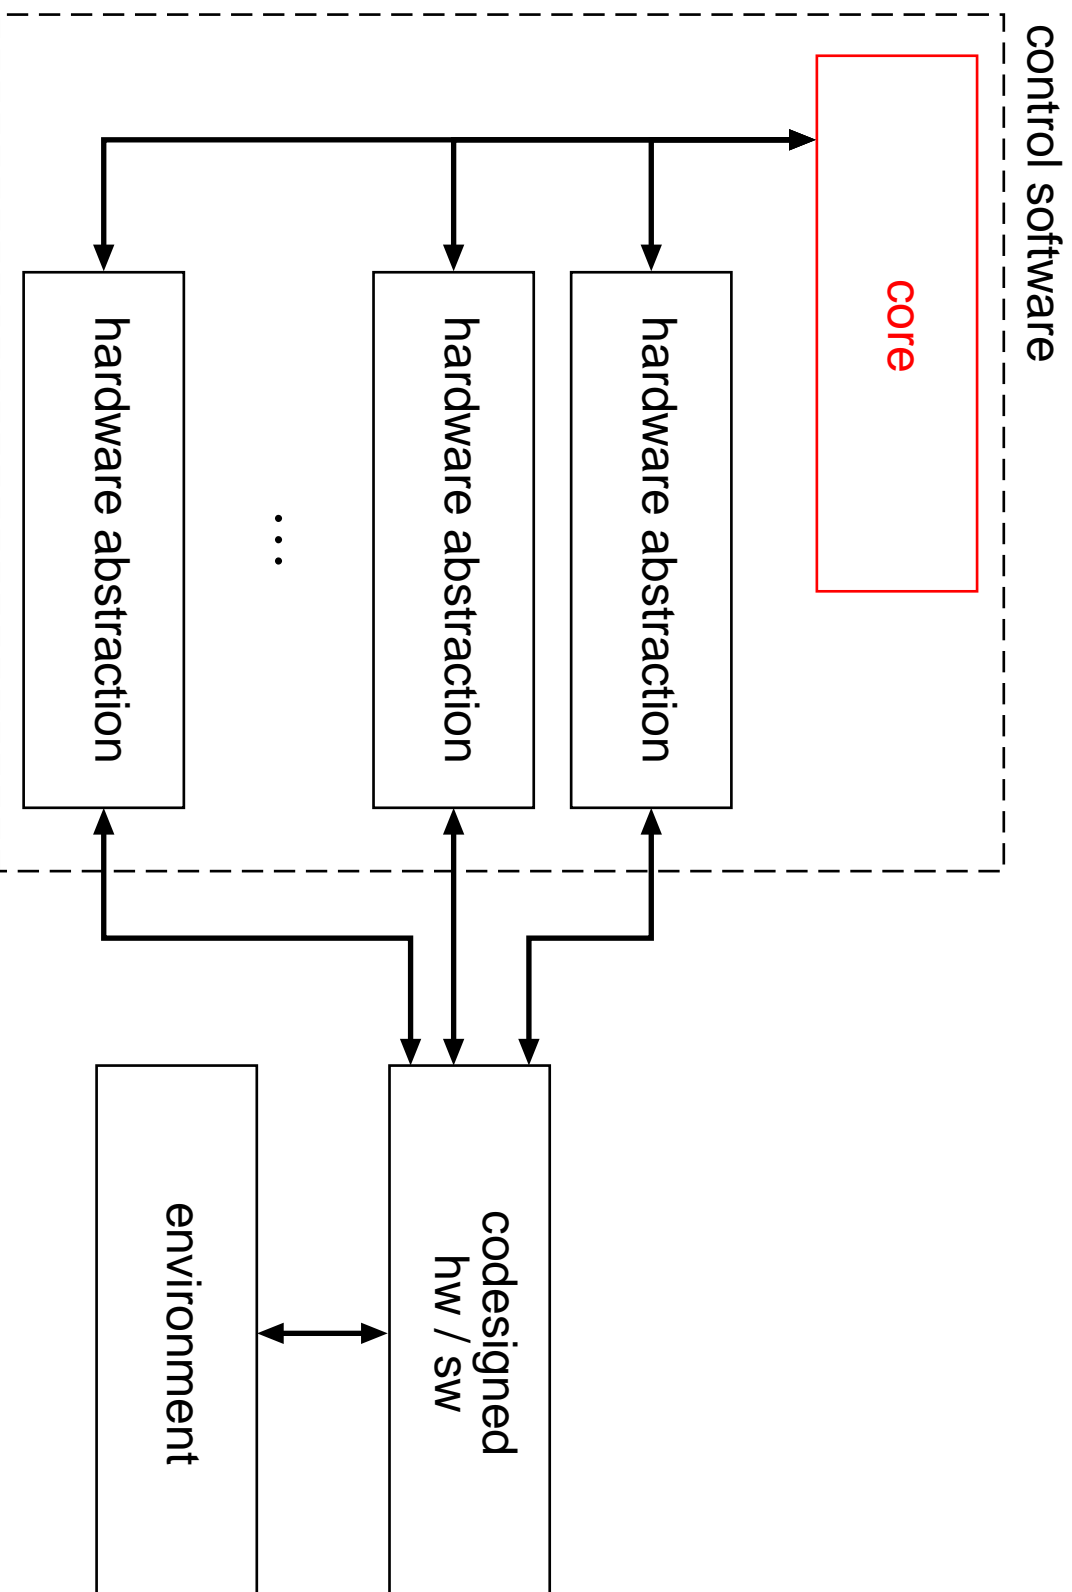 control software
core
hardware abstraction
hardware abstraction
...
hardware abstraction
codesigned
hw / sw
environment